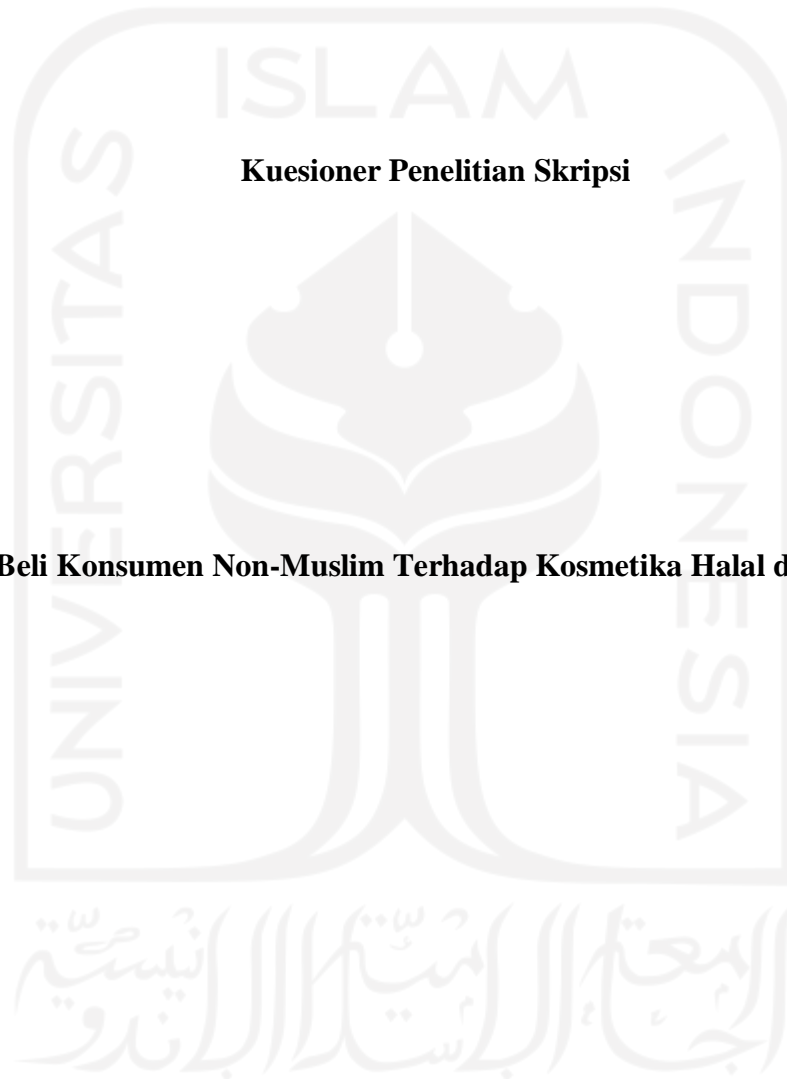 ISLAM
UNIVERSITAS
INDONESIA
Kuesioner Penelitian Skripsi
Beli Konsumen Non-Muslim Terhadap Kosmetika Halal d